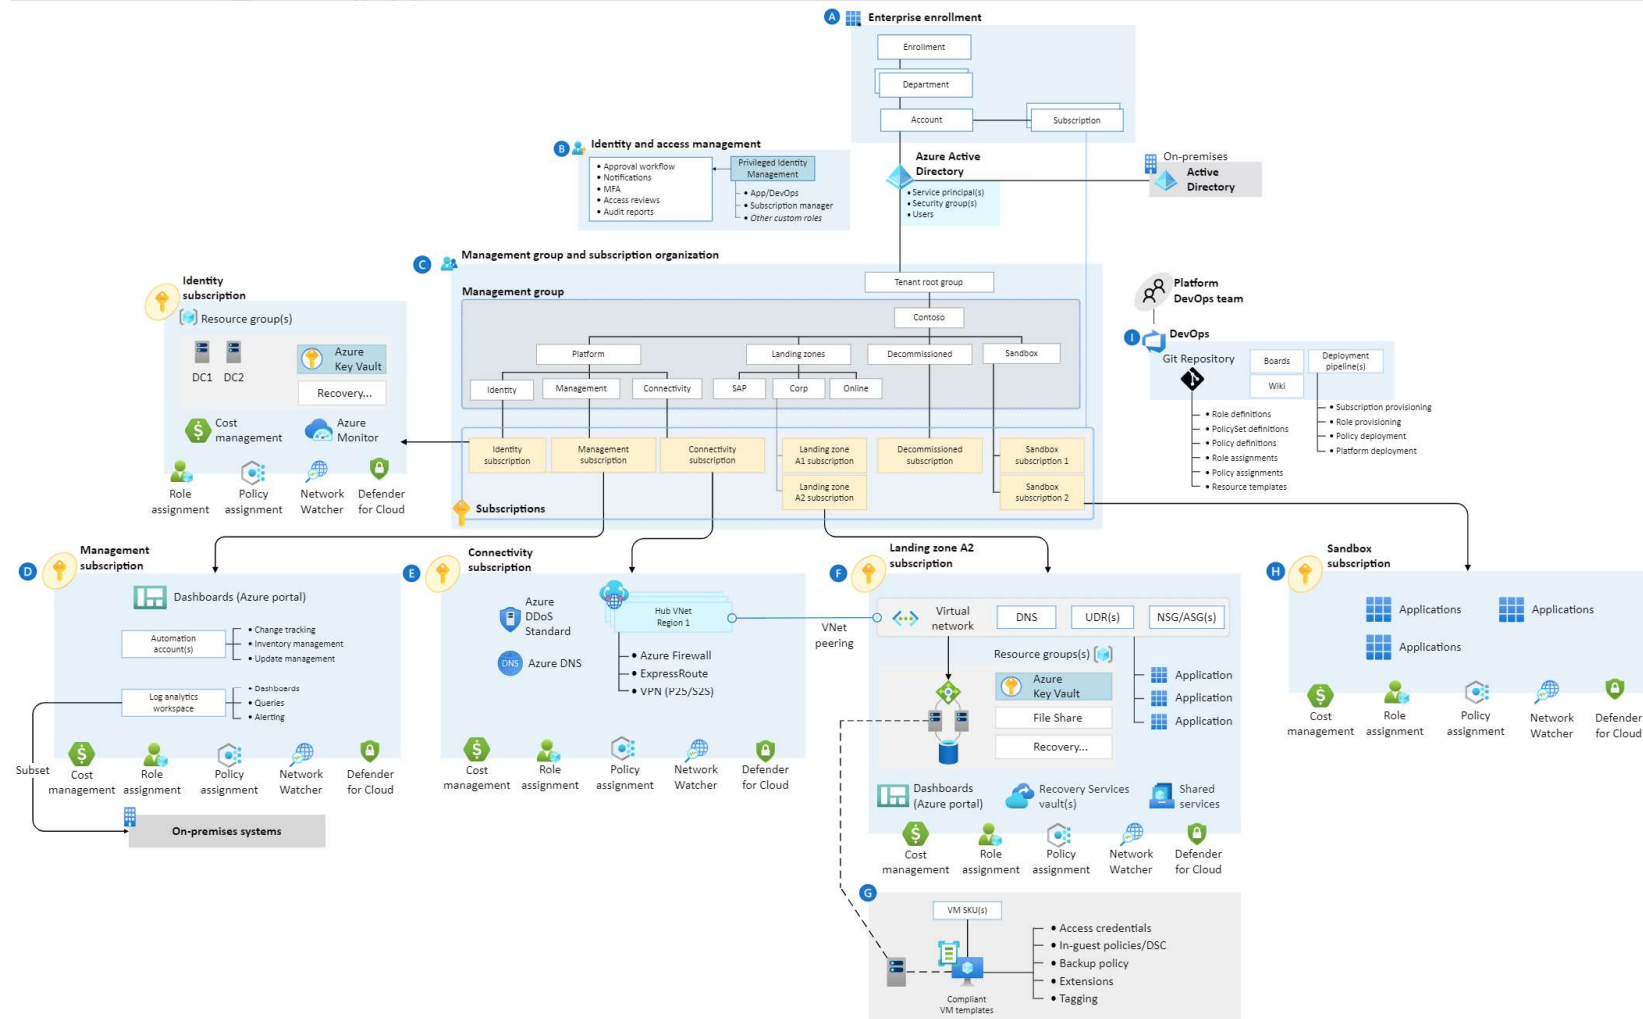 A
Enterprise enrollment
Enrollment
Department
Account
Subscription
B
Identity and access management
• Approval workflow
• Notifications
• MFA
• Access reviews
• Audit reports
Privileged Identity
Management
• App/DevOps
• Subscription manager
• Other custom roles
Azure Active
Directory
• Service principal(s)
• Security group(s)
• Users
On-premises
Active
Directory
C
Management group and subscription organization
Management group
Tenant root group
Contoso
Platform
Landing zones
Decommissioned
Sandbox
Identity
Management
Connectivity
SAP
Corp
Online
Identity
subscription
Management
subscription
Connectivity
subscription
Landing zone
A1 subscription
Landing zone
A2 subscription
Decommissioned
subscription
Sandbox
subscription 1
Sandbox
subscription 2
Subscriptions
Identity
subscription
Resource group(s)
DC1
DC2
Azure
Key Vault
Recovery...
Cost
management
Azure
Monitor
Role
assignment
Policy
assignment
Network
Watcher
Defender
for Cloud
Platform
DevOps team
I
DevOps
Git Repository
Boards
Wiki
Deployment
pipeline(s)
• Role definitions
• PolicySet definitions
• Policy definitions
• Role assignments
• Policy assignments
• Resource templates
• Subscription provisioning
• Role provisioning
• Policy deployment
• Platform deployment
D
Management
subscription
Dashboards (Azure portal)
Automation
account(s)
• Change tracking
• Inventory management
• Update management
Log analytics
workspace
• Dashboards
• Queries
• Alerting
Subset
Cost
management
Role
assignment
Policy
assignment
Network
Watcher
Defender
for Cloud
On-premises systems
E
Connectivity
subscription
Azure
DDoS
Standard
DNS
Azure DNS
Hub VNet
Region 1
• Azure Firewall
• ExpressRoute
• VPN (P2S/S2S)
Cost
management
Role
assignment
Policy
assignment
Network
Watcher
Defender
for Cloud
VNet
peering
F
Landing zone A2
subscription
Virtual
network
DNS
UDR(s)
NSG/ASG(s)
Resource groups(s)
Azure
Key Vault
File Share
Recovery...
Application
Application
Application
Dashboards
(Azure portal)
Recovery Services
vault(s)
Shared
services
Cost
management
Role
assignment
Policy
assignment
Network
Watcher
Defender
for Cloud
G
VM SKU(s)
Compliant
VM templates
• Access credentials
• In-guest policies/DSC
• Backup policy
• Extensions
• Tagging
H
Sandbox
subscription
Applications
Applications
Applications
Cost
management
Role
assignment
Policy
assignment
Network
Watcher
Defender
for Cloud